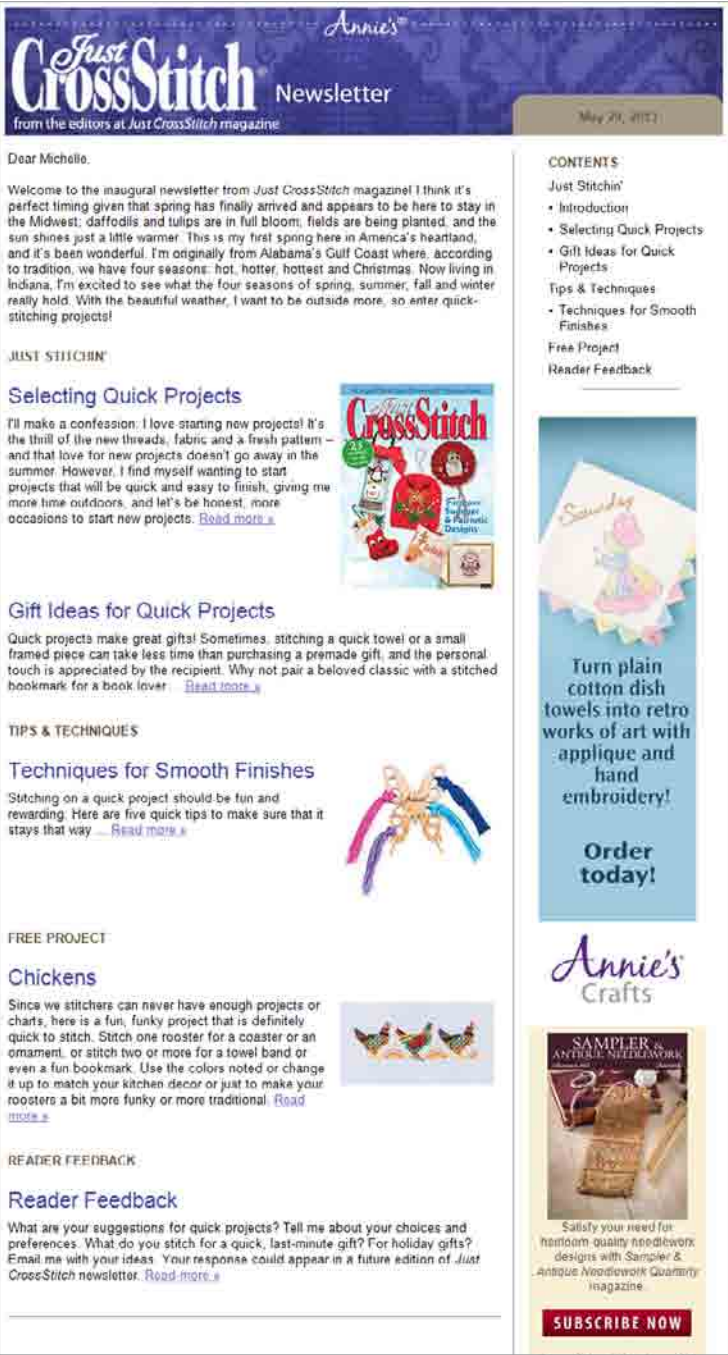 Annie's®
Just
CrossStitch® Newsletter
from the editors at Just CrossStitch magazine
May 29, 2013
Dear Michelle,
Welcome to the inaugural newsletter from Just CrossStitch magazine! I think it's
perfect timing given that spring has finally arrived and appears to be here to stay in
the Midwest; daffodils and tulips are in full bloom, fields are being planted, and the
sun shines just a little warmer. This is my first spring here in America's heartland,
and it's been wonderful. I'm originally from Alabama's Gulf Coast where, according
to tradition, we have four seasons: hot, hotter, hottest and Christmas. Now living in
Indiana, I'm excited to see what the four seasons of spring, summer, fall and winter
really hold. With the beautiful weather, I want to be outside more, so enter quick-
stitching projects!
JUST STITCHIN'
Selecting Quick Projects
I'll make a confession: I love starting new projects! It's
the thrill of the new threads, fabric and a fresh pattern –
and that love for new projects doesn't go away in the
summer. However, I find myself wanting to start
projects that will be quick and easy to finish, giving me
more time outdoors, and let's be honest, more
occasions to start new projects. Read more »
Just
CrossStitch
23
Festive
Summer
& Patriotic
Designs
Gift Ideas for Quick Projects
Quick projects make great gifts! Sometimes, stitching a quick towel or a small
framed piece can take less time than purchasing a premade gift, and the personal
touch is appreciated by the recipient. Why not pair a beloved classic with a stitched
bookmark for a book lover ... Read more »
TIPS & TECHNIQUES
Techniques for Smooth Finishes
Stitching on a quick project should be fun and
rewarding. Here are five quick tips to make sure that it
stays that way ... Read more »
FREE PROJECT
Chickens
Since we stitchers can never have enough projects or
charts, here is a fun, funky project that is definitely
quick to stitch. Stitch one rooster for a coaster or an
ornament, or stitch two or more for a towel band or
even a fun bookmark. Use the colors noted or change
it up to match your kitchen decor or just to make your
roosters a bit more funky or more traditional. Read
more »
READER FEEDBACK
Reader Feedback
What are your suggestions for quick projects? Tell me about your choices and
preferences. What do you stitch for a quick, last-minute gift? For holiday gifts?
Email me with your ideas. Your response could appear in a future edition of Just
CrossStitch newsletter. Read more »
CONTENTS
Just Stitchin'
• Introduction
• Selecting Quick Projects
• Gift Ideas for Quick
Projects
Tips & Techniques
• Techniques for Smooth
Finishes
Free Project
Reader Feedback
Saturday
Turn plain
cotton dish
towels into retro
works of art with
applique and
hand
embroidery!
Order
today!
Annie's®
Crafts
SAMPLER &
ANTIQUE NEEDLEWORK
Satisfy your need for
heirloom-quality needlework
designs with Sampler &
Antique Needlework Quarterly
magazine.
SUBSCRIBE NOW